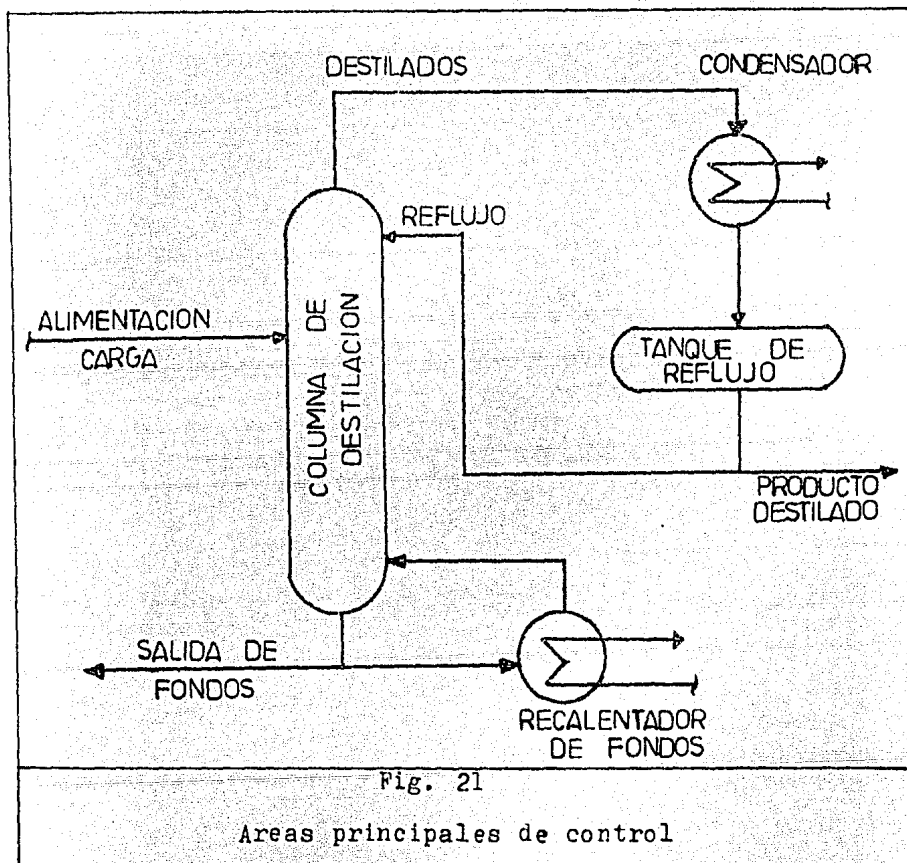 DESTILADOS
CONDENSADOR
REFLUJO
ALIMENTACION
CARGA
COLUMNA DE
DESTILACION
TANQUE DE
REFLUJO
PRODUCTO
DESTILADO
SALIDA DE
FONDOS
RECALENTADOR
DE FONDOS
Fig. 21
Areas principales de control